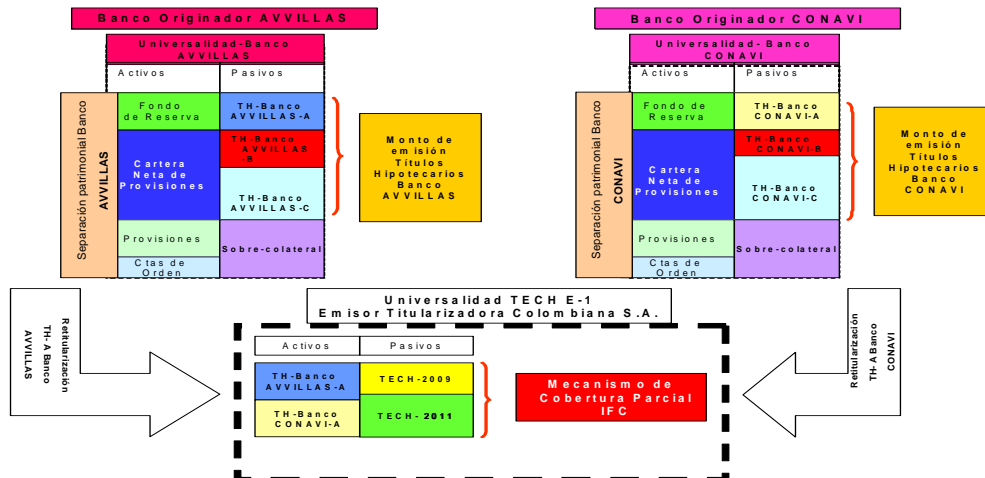 Banco Originador AVVILLAS
Universalidad-Banco
AVVILLAS
Activos
Pasivos
Separación patrimonial Banco
AVVILLAS
Fondo
de Reserva
TH-Banco
AVVILLAS-A
TH-Banco
AVVILLAS
-B
Cartera
Neta de
Provisiones
TH-Banco
AVVILLAS-C
Provisiones
Sobre-colateral
Ctas de
Orden
Monto de
emisión
Títulos
Hipotecarios
Banco
AVVILLAS
Banco Originador CONAVI
Universalidad-Banco
CONAVI
Activos
Pasivos
Separación patrimonial Banco
CONAVI
Fondo
de Reserva
TH-Banco
CONAVI-A
TH-Banco
CONAVI-B
Cartera
Neta de
Provisiones
TH-Banco
CONAVI-C
Provisiones
Sobre-colateral
Ctas de
Orden
Monto de
emisión
Títulos
Hipotecarios
Banco
CONAVI
Retitularización
TH- A Banco
AVVILLAS
Universalidad TECH E-1
Emisor Titularizadora Colombiana S.A.
Activos
Pasivos
TH-Banco
AVVILLAS-A
TECH-2009
TH-Banco
CONAVI-A
TECH- 2011
Mecanismo de
Cobertura Parcial
IFC
Retitularización
TH- A Banco
CONAVI